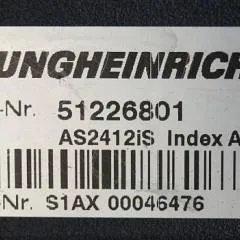 UNGHEINRICH
-Nr. 51226801
AS2412iS Index A
-Nr. S1AX 00046476